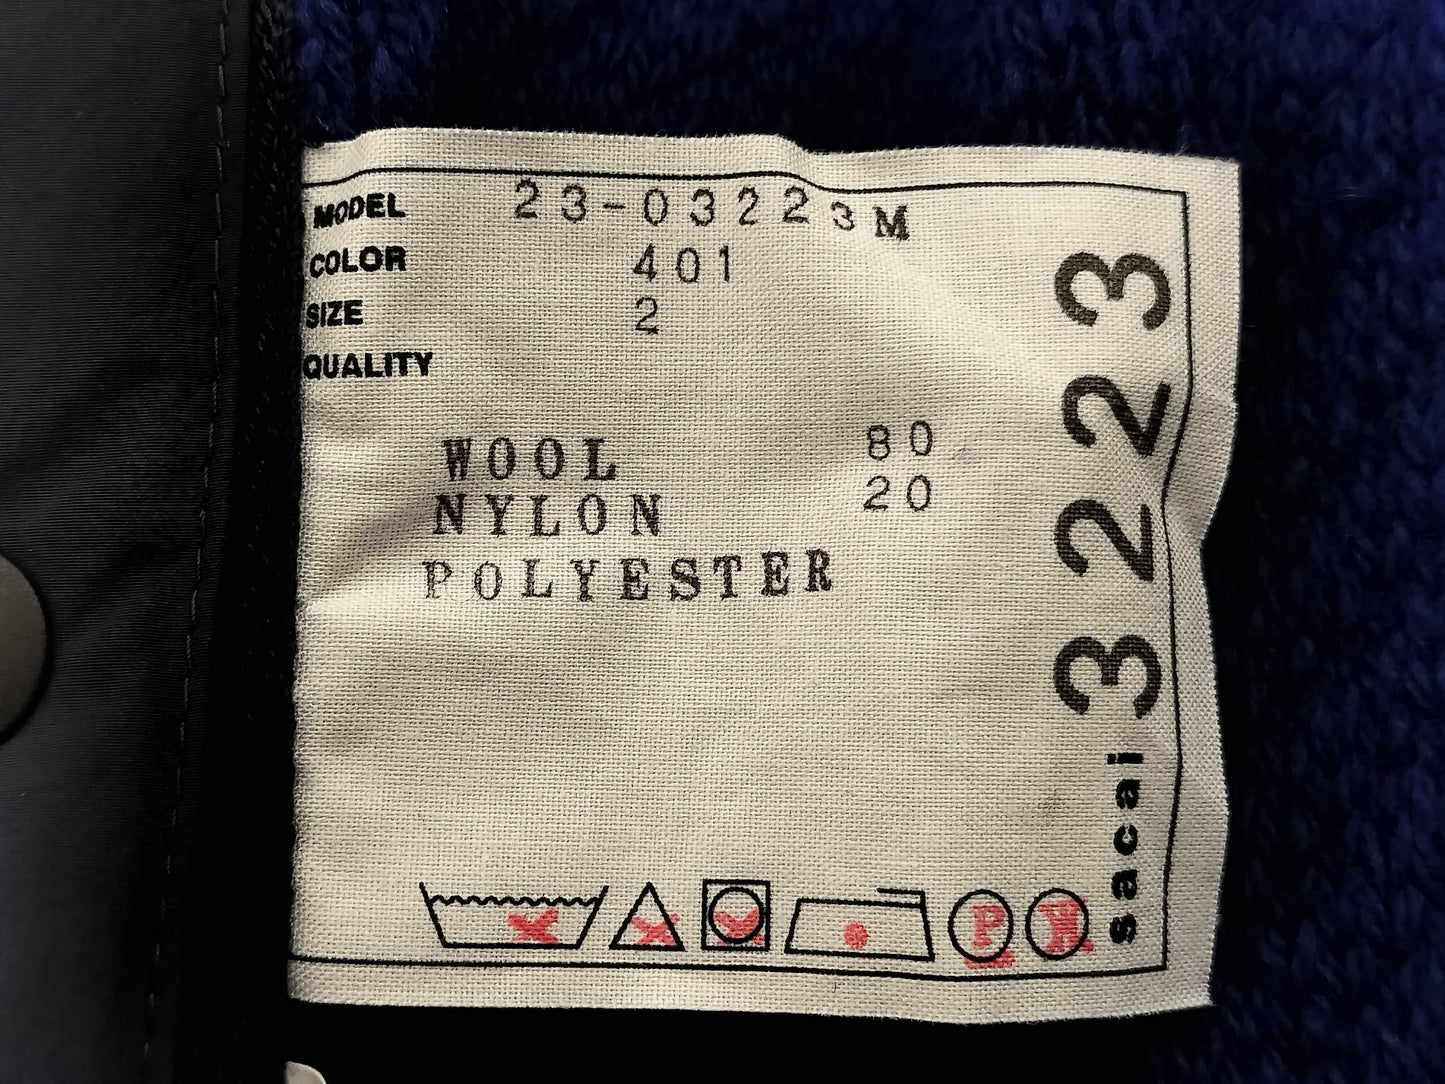 MODEL 23-03223M
COLOR 401
SIZE 2
QUALITY
WOOL 80
NYLON 20
POLYESTER
P
sacai 3223